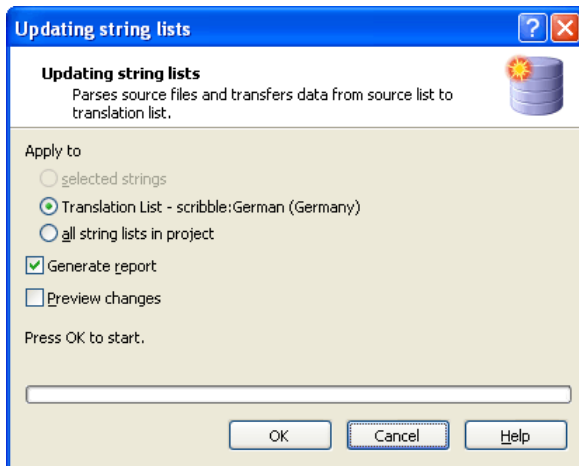 Updating string lists
Updating string lists
Parses source files and transfers data from source list to
translation list.
Apply to
selected strings
Translation List - scribble:German (Germany)
all string lists in project
Generate report
Preview changes
Press OK to start.
OK Cancel Help